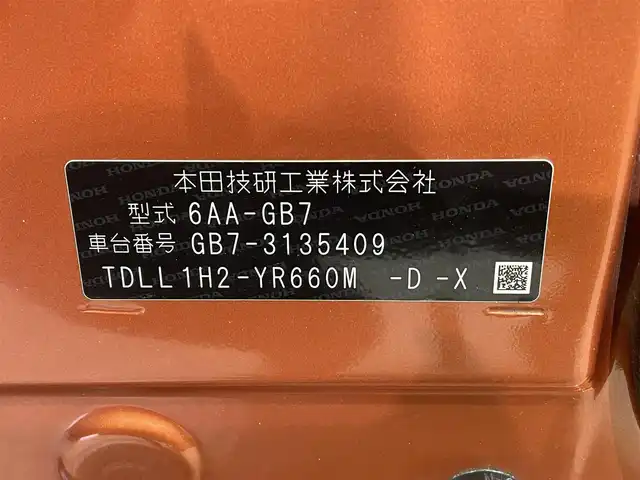 本田技研工業株式会社
型式 6AA-GB7
車台番号 GB7-3135409
TDLL1H2-YR660M -D -X